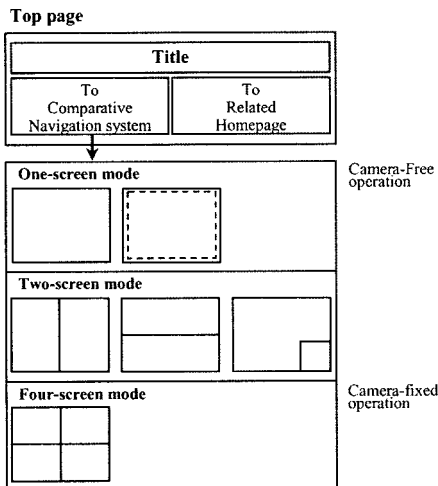 Top page
Title
To
Comparative
Navigation system
To
Related
Homepage
One-screen mode
Camera-Free
operation
Two-screen mode
Four-screen mode
Camera-fixed
operation